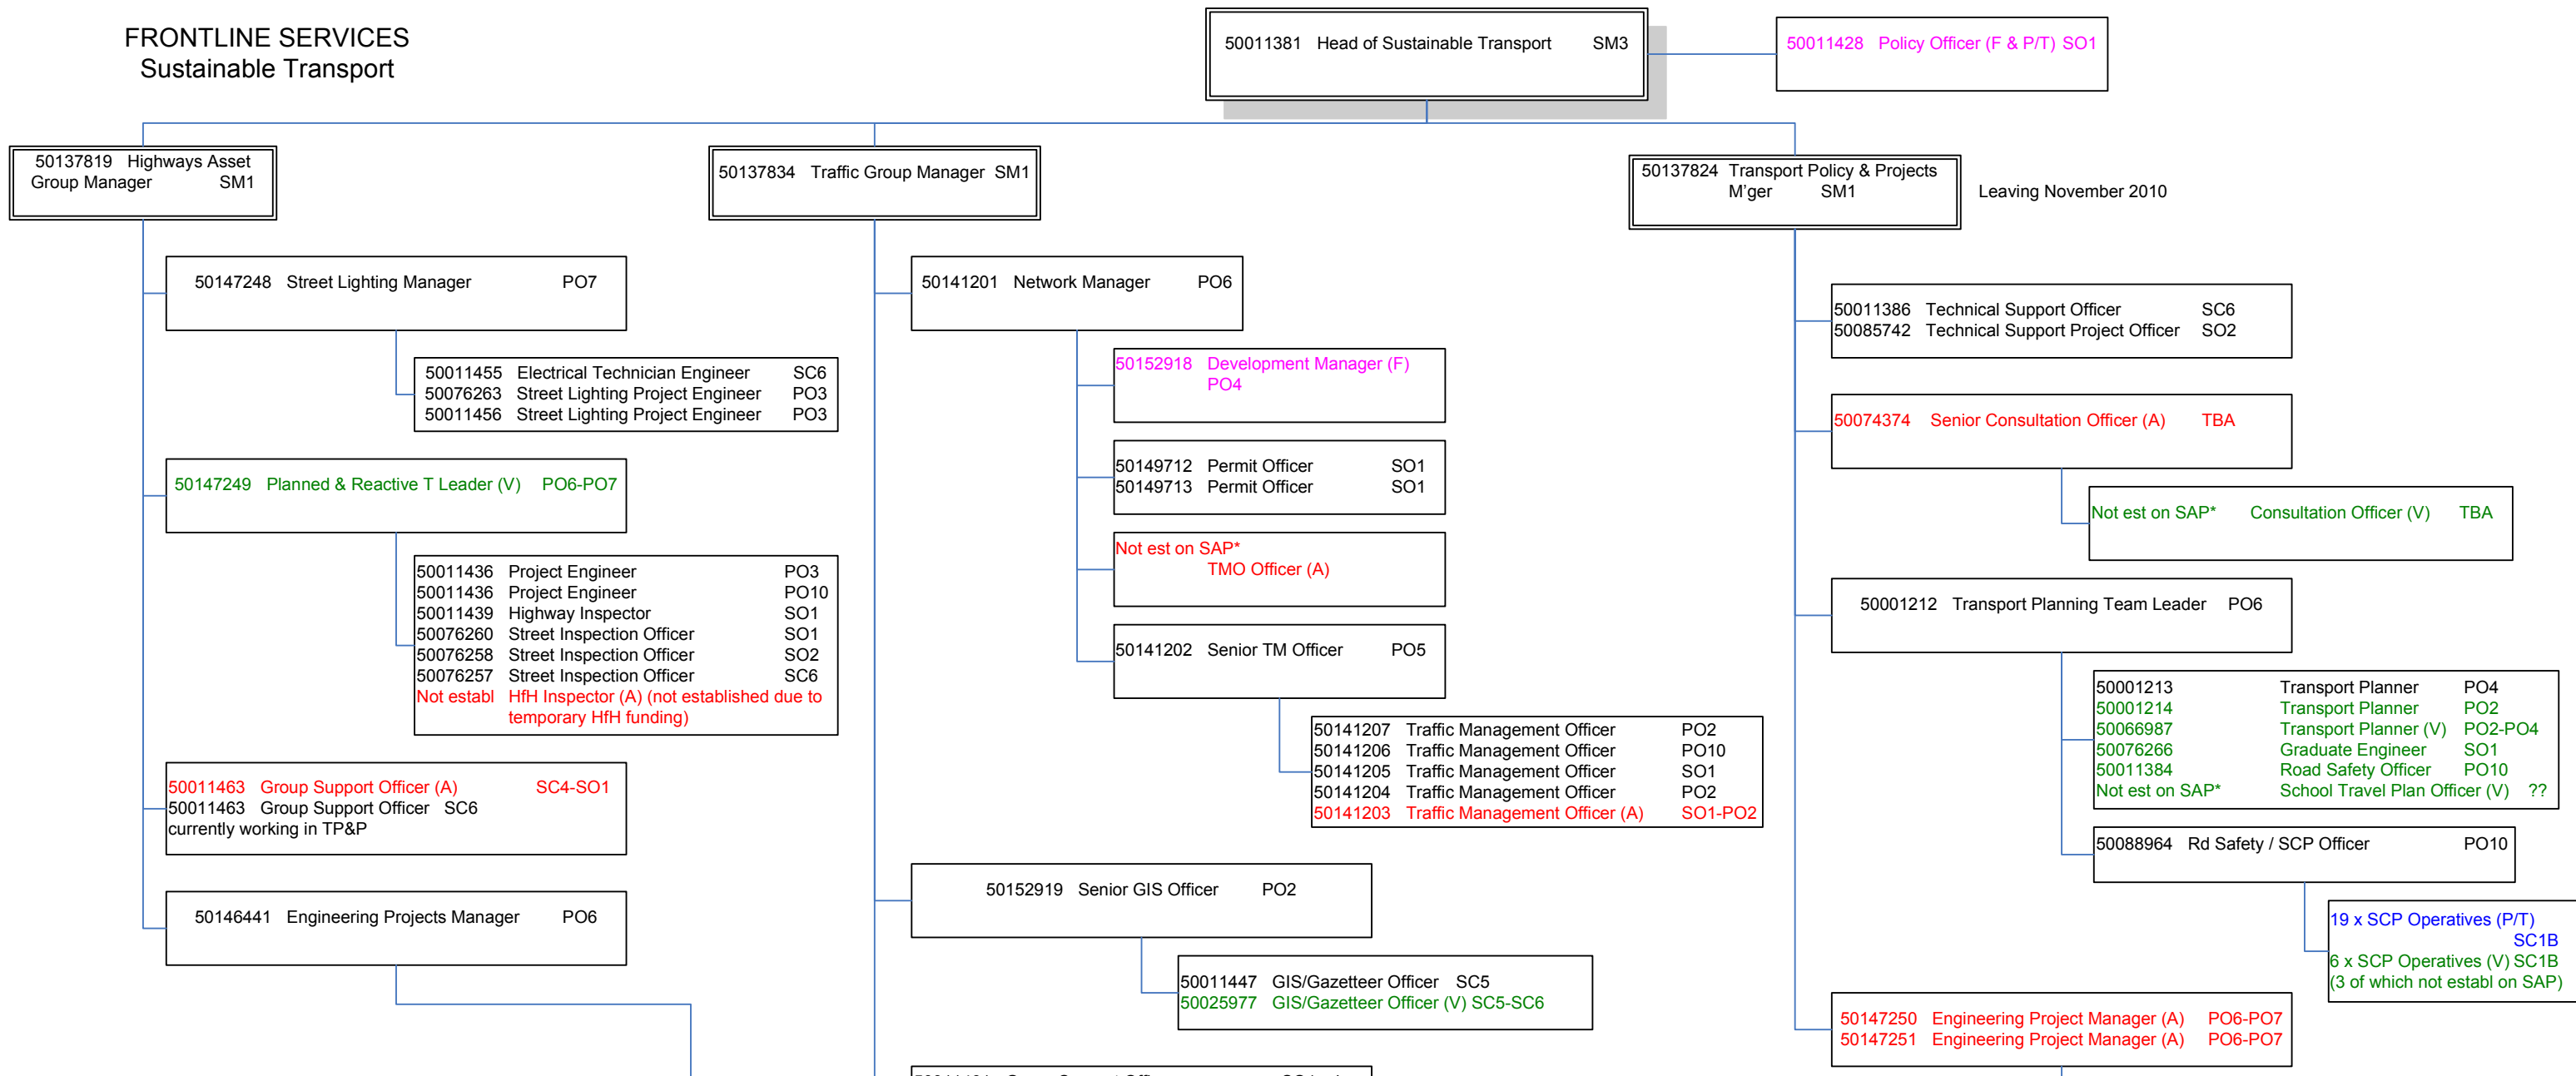 FRONTLINE SERVICES
Sustainable Transport
50011381 Head of Sustainable Transport SM3
50011428 Policy Officer (F & P/T) SO1
50137819 Highways Asset
Group Manager SM1
50137834 Traffic Group Manager SM1
50137824 Transport Policy & Projects
M'ger SM1
Leaving November 2010
50147248 Street Lighting Manager PO7
50011455 Electrical Technician Engineer SC6
50076263 Street Lighting Project Engineer PO3
50011456 Street Lighting Project Engineer PO3
50147249 Planned & Reactive T Leader (V) PO6-PO7
50011436 Project Engineer PO3
50011436 Project Engineer PO10
50011439 Highway Inspector SO1
50076260 Street Inspection Officer SO1
50076258 Street Inspection Officer SO2
50076257 Street Inspection Officer SC6
Not establ HfH Inspector (A) (not established due to
temporary HfH funding)
50011463 Group Support Officer (A) SC4-SO1
50011463 Group Support Officer SC6
currently working in TP&P
50146441 Engineering Projects Manager PO6
50141201 Network Manager PO6
50152918 Development Manager (F)
PO4
50149712 Permit Officer SO1
50149713 Permit Officer SO1
Not est on SAP*
TMO Officer (A)
50141202 Senior TM Officer PO5
50141207 Traffic Management Officer PO2
50141206 Traffic Management Officer PO10
50141205 Traffic Management Officer SO1
50141204 Traffic Management Officer PO2
50141203 Traffic Management Officer (A) SO1-PO2
50152919 Senior GIS Officer PO2
50011447 GIS/Gazetteer Officer SC5
50025977 GIS/Gazetteer Officer (V) SC5-SC6
50011386 Technical Support Officer SC6
50085742 Technical Support Project Officer SO2
50074374 Senior Consultation Officer (A) TBA
Not est on SAP* Consultation Officer (V) TBA
50001212 Transport Planning Team Leader PO6
50001213 Transport Planner PO4
50001214 Transport Planner PO2
50066987 Transport Planner (V) PO2-PO4
50076266 Graduate Engineer SO1
50011384 Road Safety Officer PO10
Not est on SAP* School Travel Plan Officer (V) ??
50088964 Rd Safety / SCP Officer PO10
19 x SCP Operatives (P/T)
SC1B
6 x SCP Operatives (V) SC1B
(3 of which not establ on SAP)
50147250 Engineering Project Manager (A) PO6-PO7
50147251 Engineering Project Manager (A) PO6-PO7